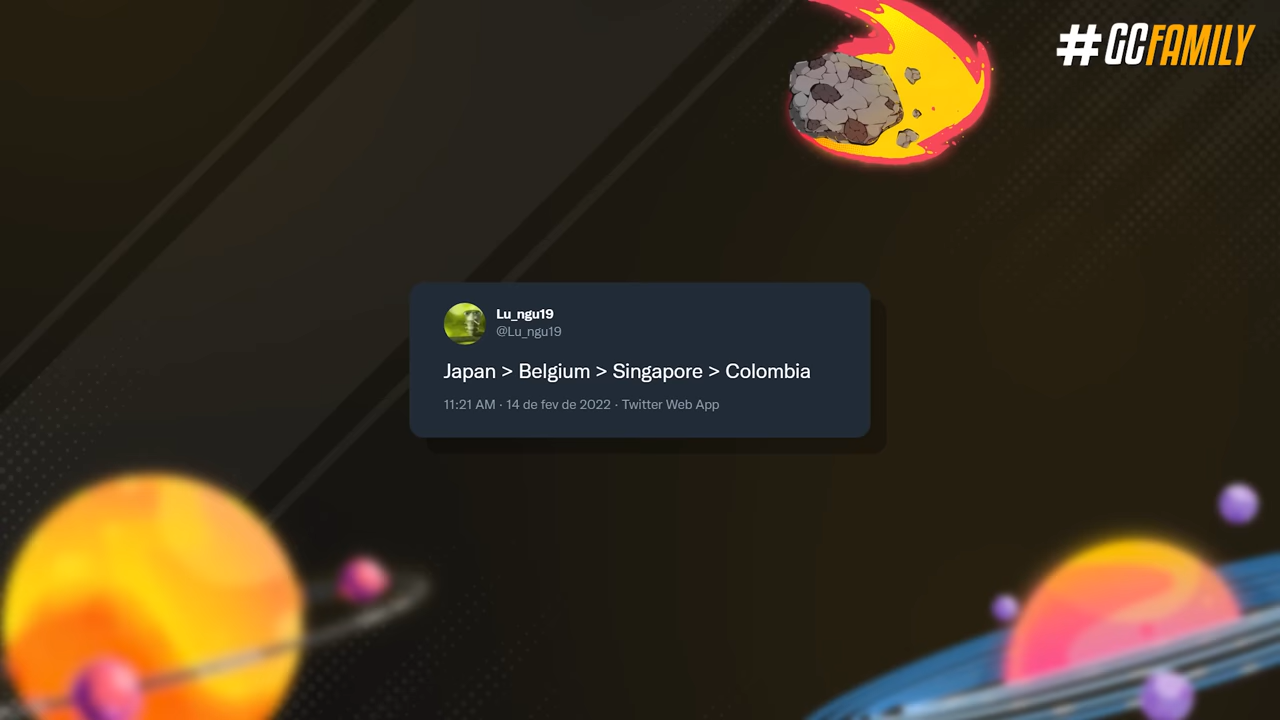 #GCFAMILY
Lu_ngu19
@Lu_ngu19
Japan > Belgium > Singapore > Colombia
11:21 AM · 14 de fev de 2022 · Twitter Web App